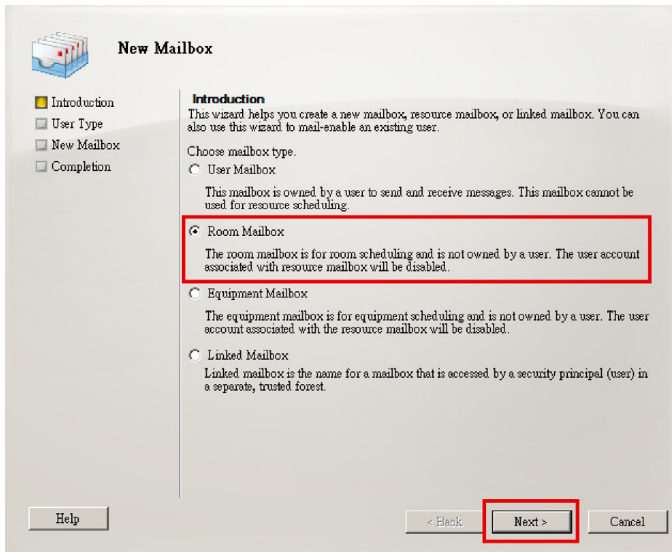 New Mailbox
Introduction
User Type
New Mailbox
Completion
Introduction
This wizard helps you create a new mailbox, resource mailbox, or linked mailbox. You can
also use this wizard to mail-enable an existing user.
Choose mailbox type.
User Mailbox
This mailbox is owned by a user to send and receive messages. This mailbox cannot be
used for resource scheduling.
Room Mailbox
The room mailbox is for room scheduling and is not owned by a user. The user account
associated with resource mailbox will be disabled.
Equipment Mailbox
The equipment mailbox is for equipment scheduling and is not owned by a user. The user
account associated with the resource mailbox will be disabled.
Linked Mailbox
Linked mailbox is the name for a mailbox that is accessed by a security principal (user) in
a separate, trusted forest.
Help
< Back
Next >
Cancel